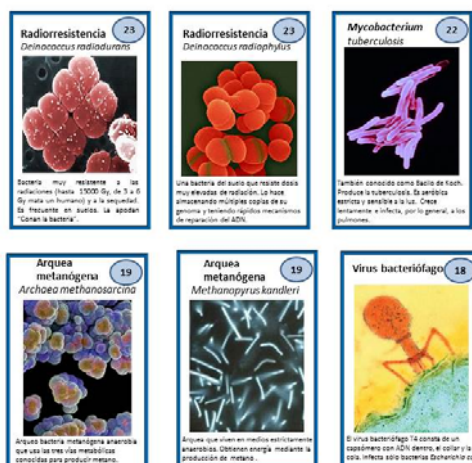 Radiorresistencia
23
Deinococcus radiodurans
Bacteria muy resistente a las
radiaciones (hasta 15000 Gy, de 3 a 6
Gy mata un humano) y a la sequedad.
Es frecuente en suelos. La apodan
"Conan la bacteria".
Radiorresistencia
23
Deinococcus radiophylus
Una bacteria del suelo que resiste dosis
muy elevadas de radiación. Lo hace
almacenando múltiples copias de su
genoma y teniendo rápidos mecanismos
de reparación del ADN.
Mycobacterium
22
tuberculosis
También conocido como Bacilo de Koch.
Produce la tuberculosis. Es aeróbica
estricta y sensible a la luz. Crece
lentamente e infecta, por lo general, a los
pulmones.
Arquea
19
metanógena
Archaea methanosarcina
Arqueo bacteria metanógena anaerobia
que usa las tres vías metabólicas
conocidas para producir metano.
Arquea
19
metanógena
Methanopyrus kandleri
Arquea que viven en medios estrictamente
anaerobios. Obtienen energía mediante la
producción de metano.
Virus bacteriófago
18
El virus bacteriófago T4 consta de un
capsómero con ADN dentro, el collar y la
cola. Infecta sólo bacterias Escherichia coli